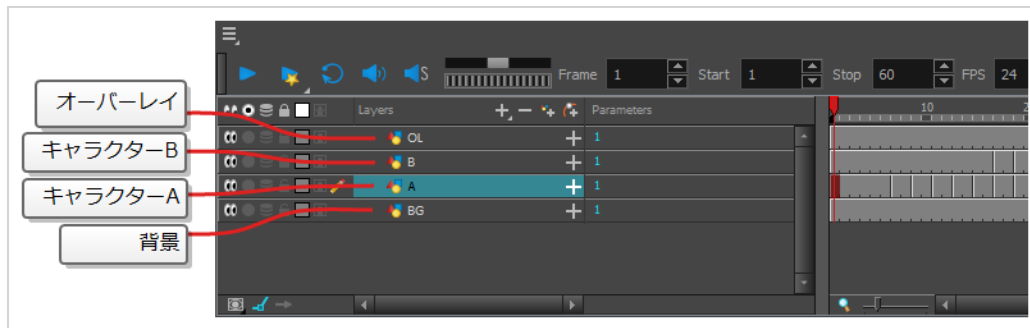 S Frame 1 Start 1 Stop 60 FPS 24
オーバーレイ
キャラクターB
キャラクターA
背景
Layers Parameters 10 2
OL 1
B 1
A 1
BG 1